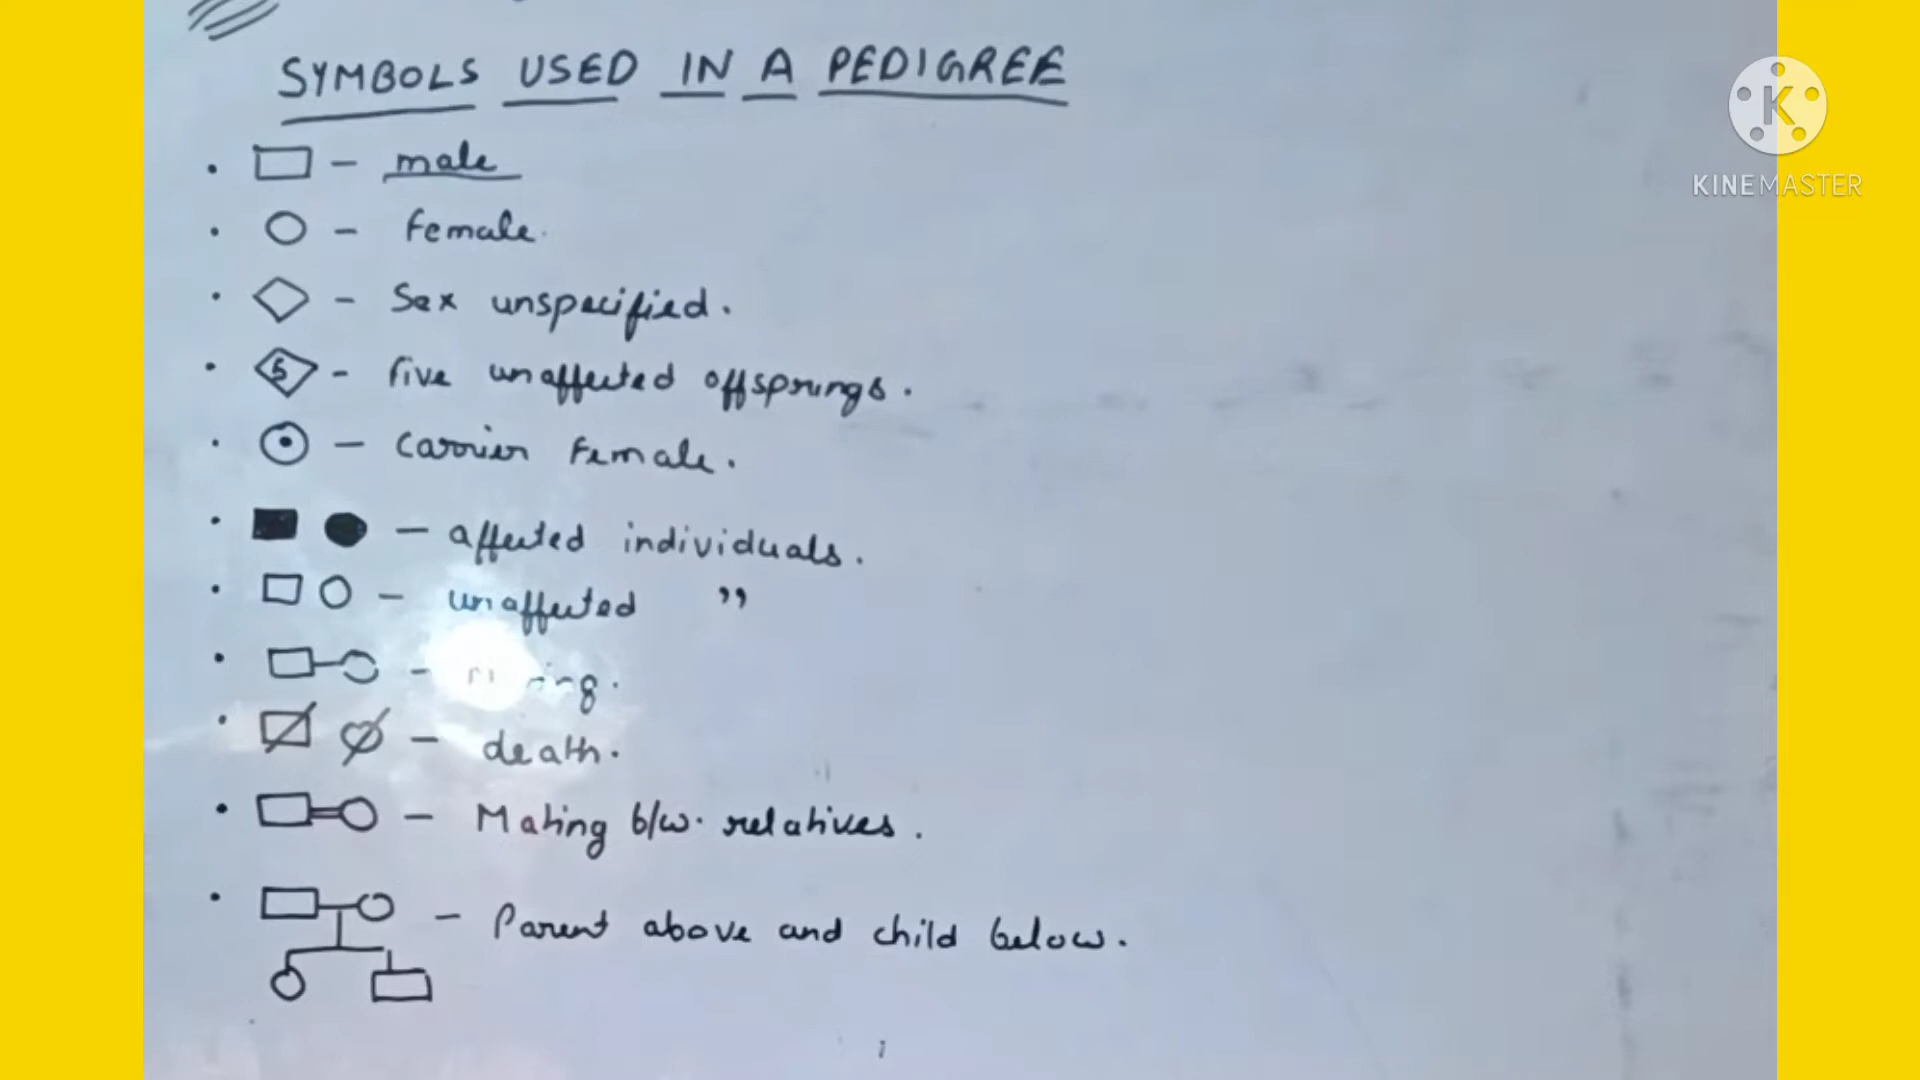 SYMBOLS USED IN A PEDIGREE
K
KINEMASTER
- male
- female.
- Sex unspecified.
5 - five unaffected offsprings.
- carrier Female.
- affected individuals.
- unaffected ,,
- death.
- Mating b/w. relatives.
- Parent above and child below.